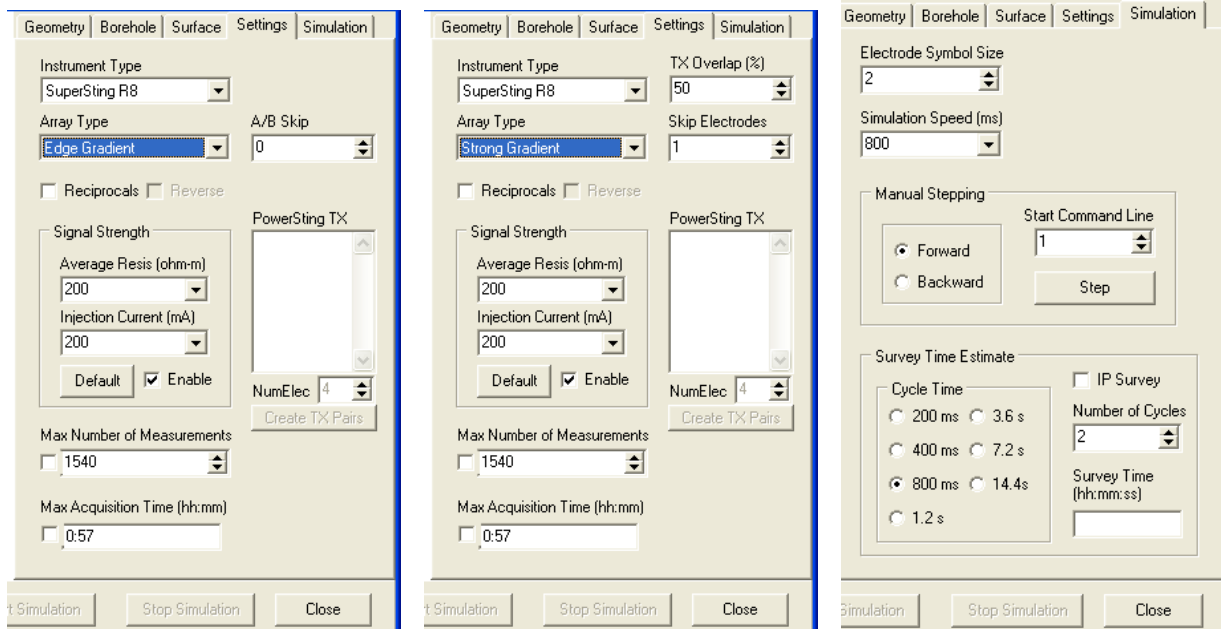 Geometry Borehole Surface Settings Simulation
Instrument Type
SuperSting R8
Array Type A/B Skip
Edge Gradient 0
Reciprocals Reverse
PowerSting TX
Signal Strength
Average Resis (ohm-m)
200
Injection Current (mA)
200
Default Enable
NumElec 4
Create TX Pairs
Max Number of Measurements
1540
Max Acquisition Time (hh:mm)
0:57
t Simulation Stop Simulation Close
Geometry Borehole Surface Settings Simulation
Instrument Type TX Overlap (%)
SuperSting R8 50
Array Type Skip Electrodes
Strong Gradient 1
Reciprocals Reverse
PowerSting TX
Signal Strength
Average Resis (ohm-m)
200
Injection Current (mA)
200
Default Enable
NumElec 4
Create TX Pairs
Max Number of Measurements
1540
Max Acquisition Time (hh:mm)
0:57
t Simulation Stop Simulation Close
Geometry Borehole Surface Settings Simulation
Electrode Symbol Size
2
Simulation Speed (ms)
800
Manual Stepping
Start Command Line
Forward 1
Backward Step
Survey Time Estimate
Cycle Time IP Survey
200 ms 3.6 s Number of Cycles
400 ms 7.2 s 2
800 ms 14.4s Survey Time
(hh:mm:ss)
1.2 s
Simulation Stop Simulation Close